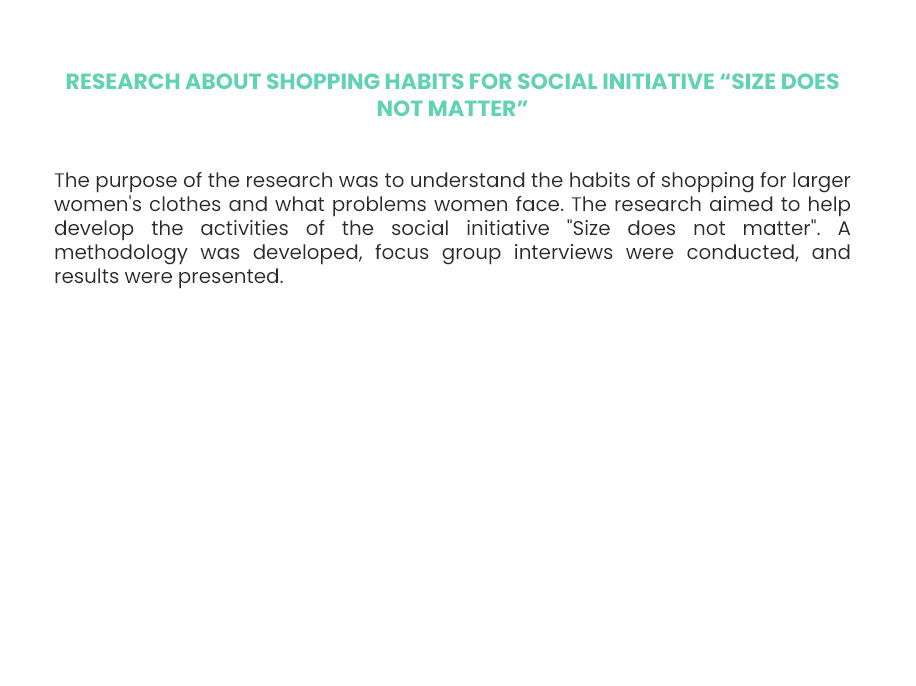 RESEARCH ABOUT SHOPPING HABITS FOR SOCIAL INITIATIVE “SIZE DOES
NOT MATTER”
The purpose of the research was to understand the habits of shopping for larger
women's clothes and what problems women face. The research aimed to help
develop the activities of the social initiative "Size does not matter". A
methodology was developed, focus group interviews were conducted, and
results were presented.